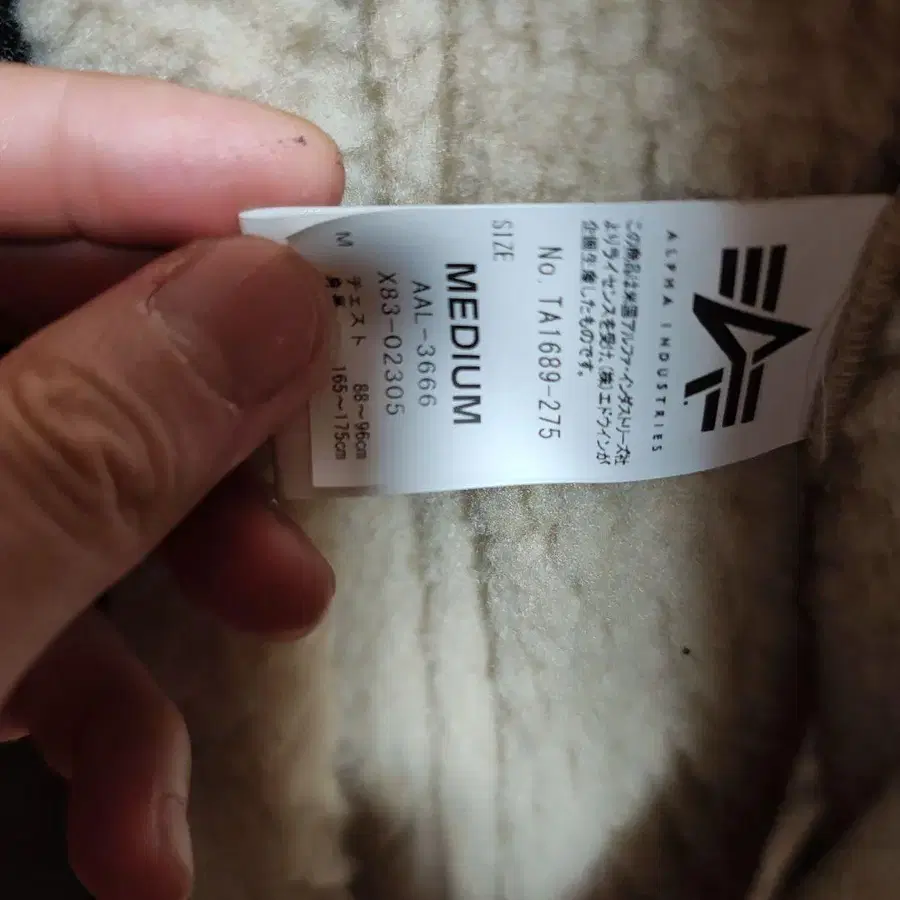 ALPHA INDUSTRIES
この商品は米国アルファ・インダストリーズ社
よりライセンスを受け、(株)エドウインが
企画生産したものです。
No. TA1689-275
SIZE
MEDIUM
AAL-3666
X83-02305
チェスト 88〜96cm
M 身長 165〜175cm